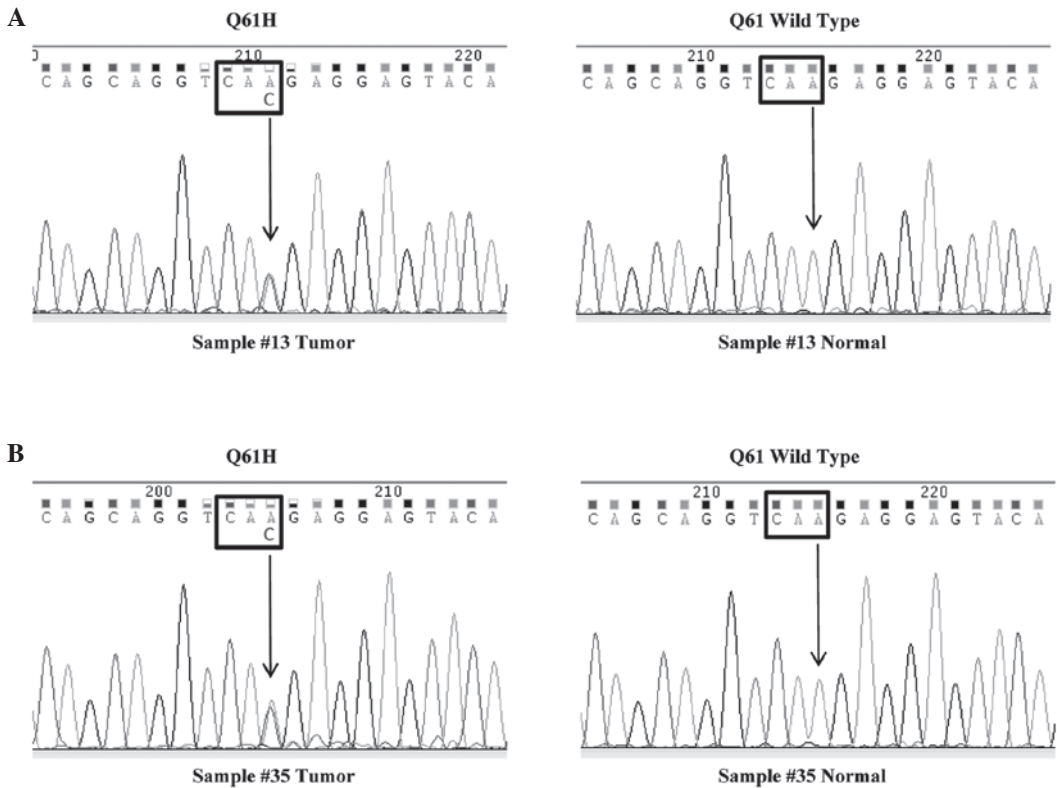 A
Q61H
Q61 Wild Type
210
220
210
220
C A G C A G G T C A A G A G G A G T A C A
C
C A G C A G G T C A A G A G G A G T A C A
Sample #13 Tumor
Sample #13 Normal
B
Q61H
Q61 Wild Type
200
210
210
220
C A G C A G G T C A A G A G G A G T A C A
C
C A G C A G G T C A A G A G G A G T A C A
Sample #35 Tumor
Sample #35 Normal